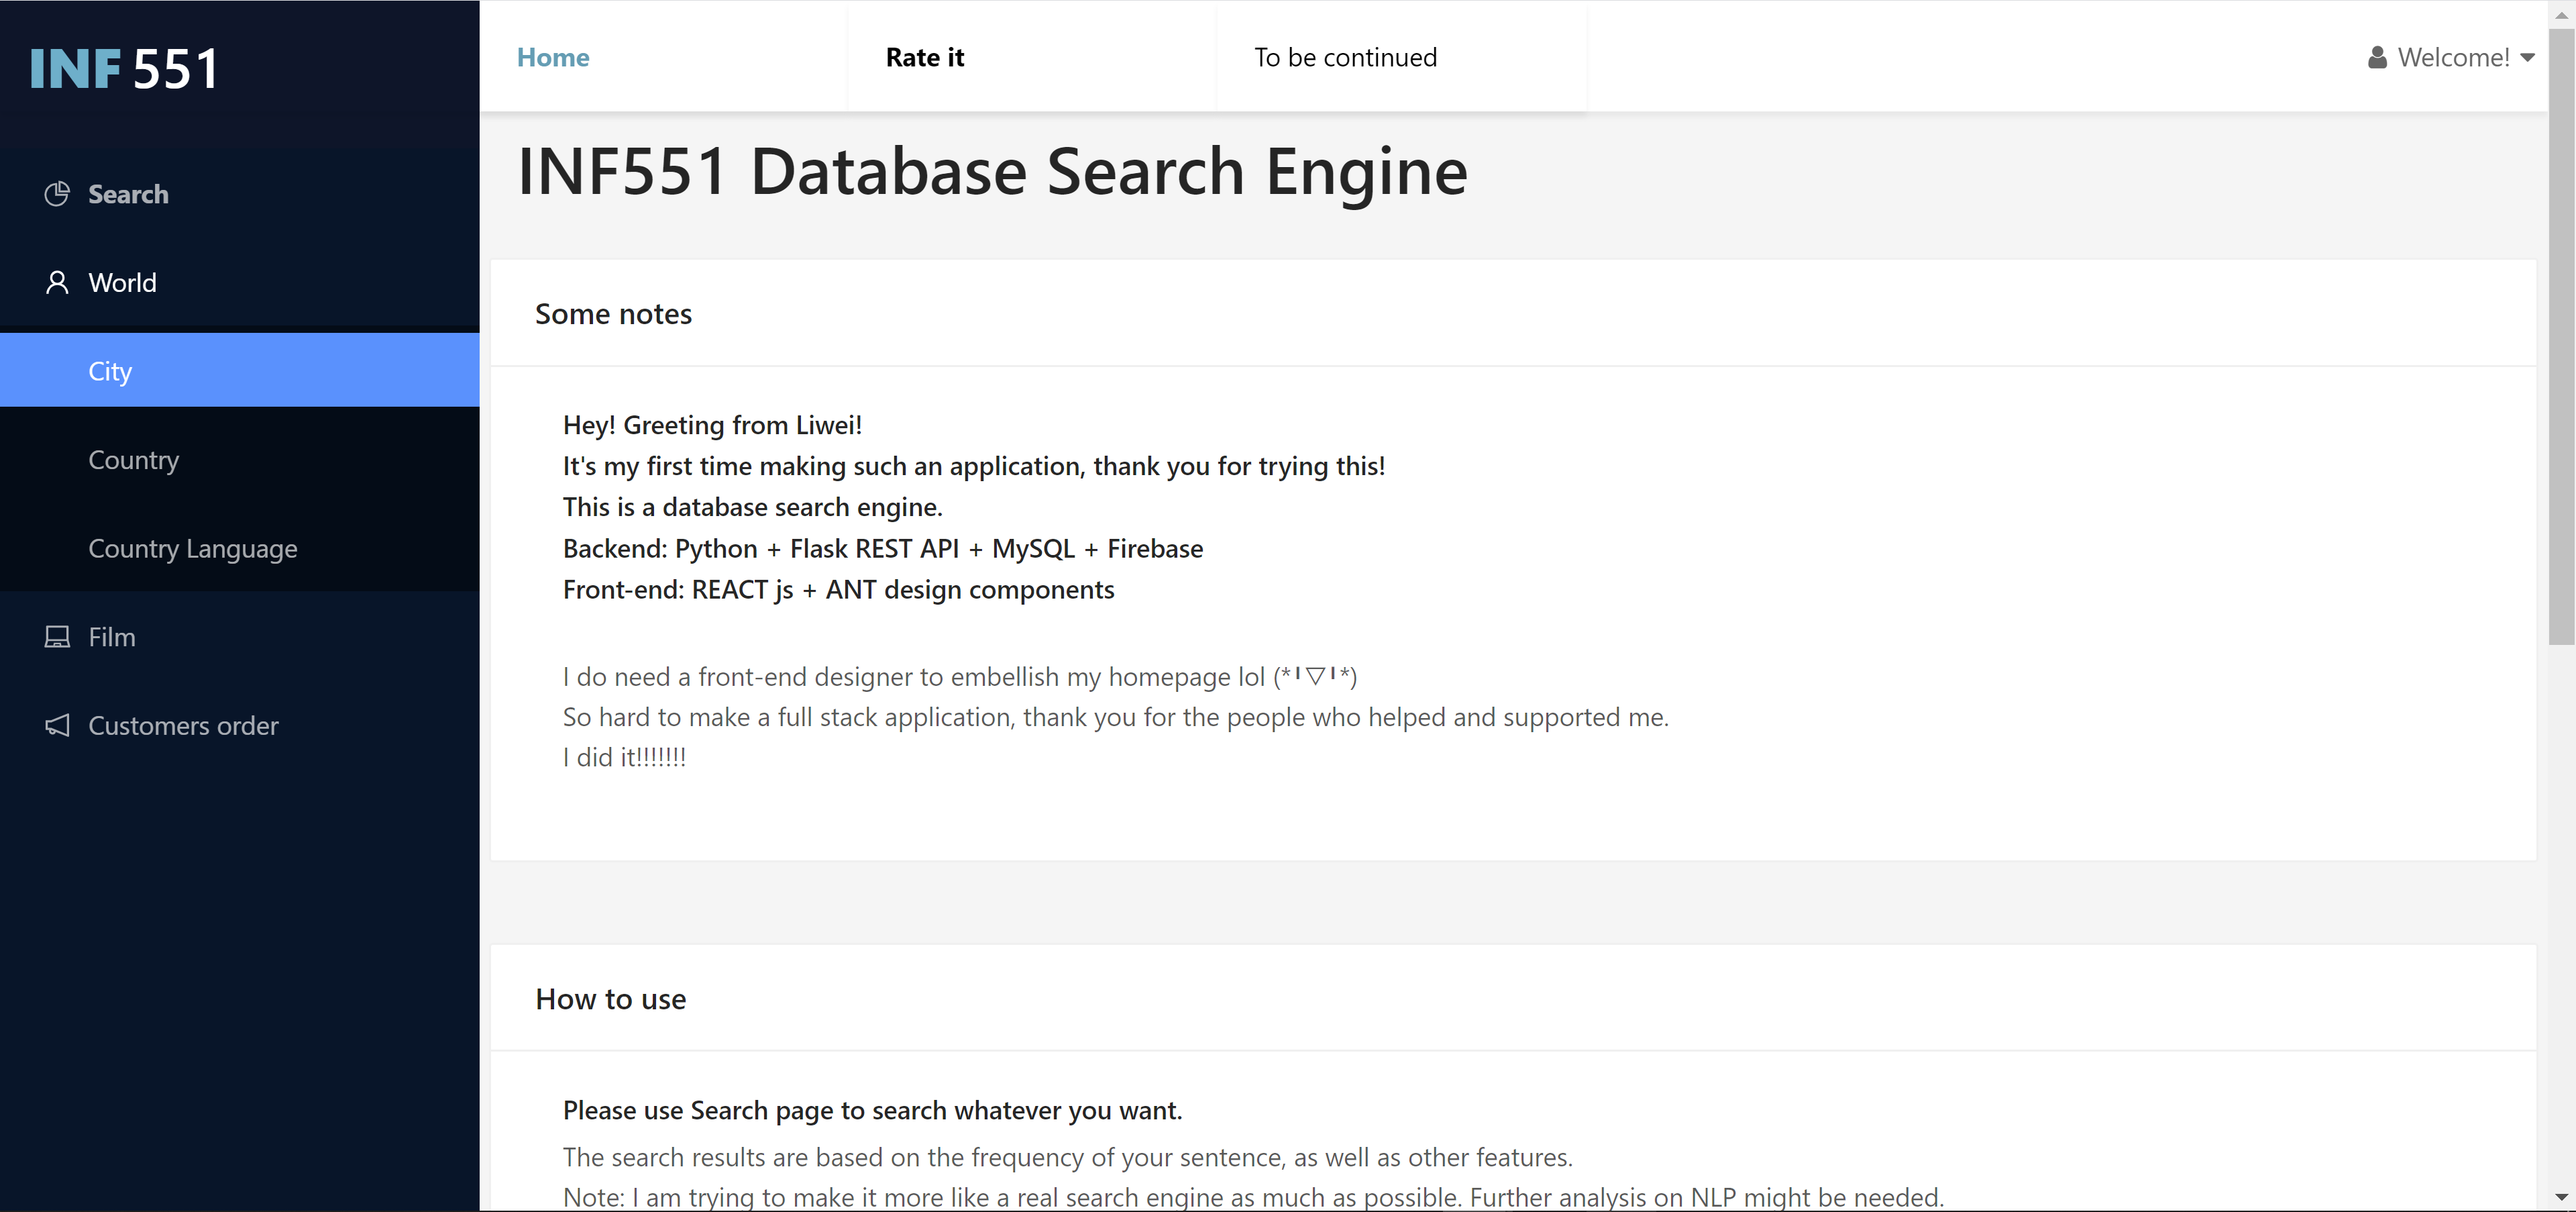 INF 551
Search
World
City
Country
Country Language
Film
Customers order
Home
Rate it
To be continued
Welcome!
INF551 Database Search Engine
Some notes
Hey! Greeting from Liwei!
It's my first time making such an application, thank you for trying this!
This is a database search engine.
Backend: Python + Flask REST API + MySQL + Firebase
Front-end: REACT js + ANT design components
I do need a front-end designer to embellish my homepage lol (*╹▽╹*)
So hard to make a full stack application, thank you for the people who helped and supported me.
I did it!!!!!!!
How to use
Please use Search page to search whatever you want.
The search results are based on the frequency of your sentence, as well as other features.
Note: I am trying to make it more like a real search engine as much as possible. Further analysis on NLP might be needed.